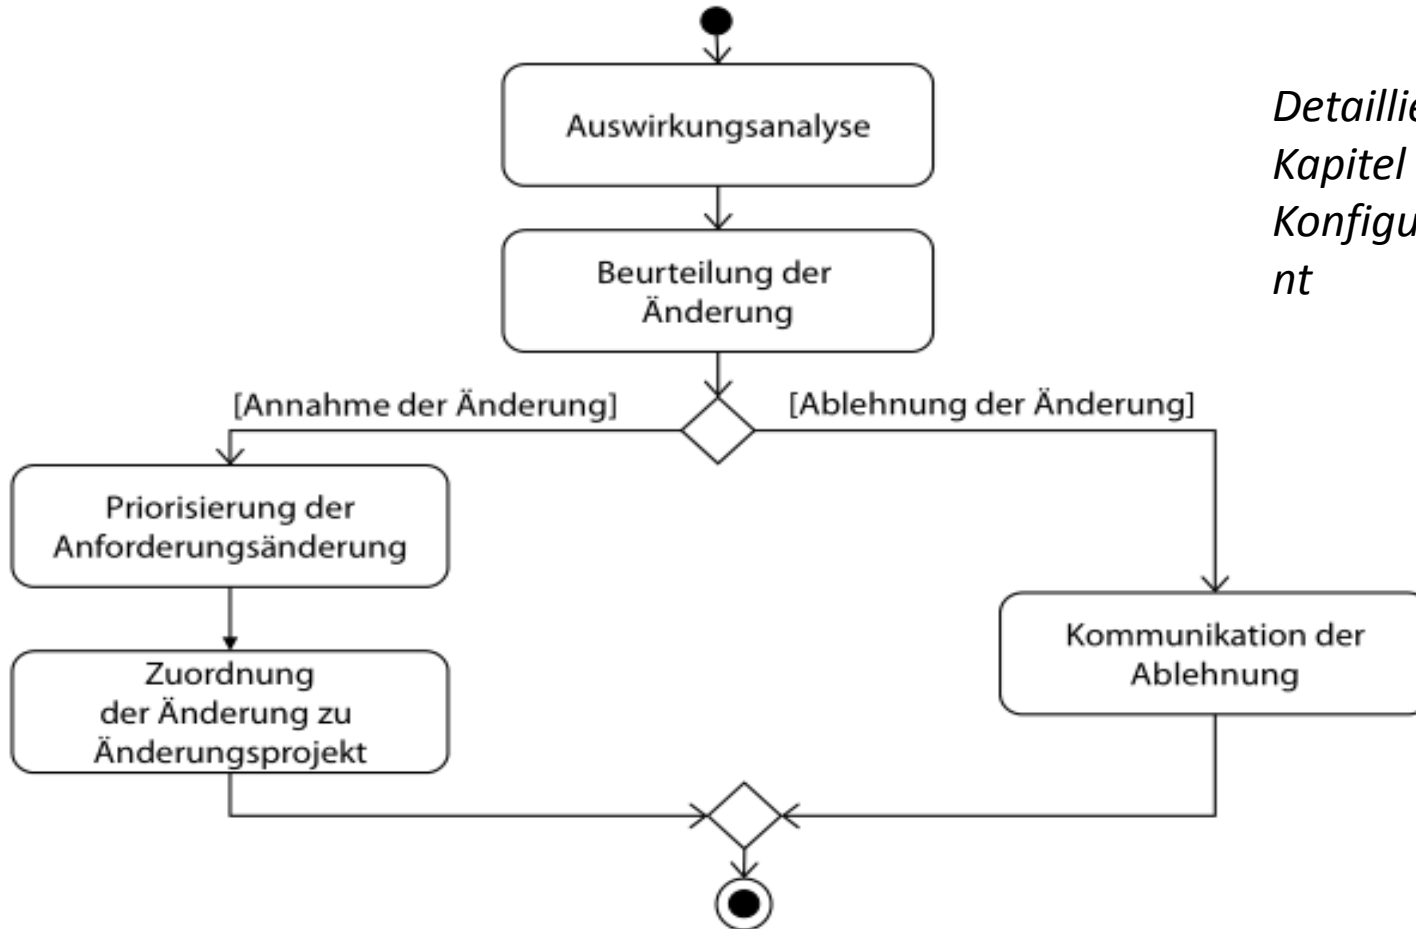 Auswirkungsanalyse
Kapitel
nt
Beurteilung der
Änderung
[Annahme der Änderung]
[Ablehnung der Änderung]
Priorisierung der
Anforderungsänderung
Kommunikation der
Ablehnung
Zuordnung
der Änderung zu
Änderungsprojekt